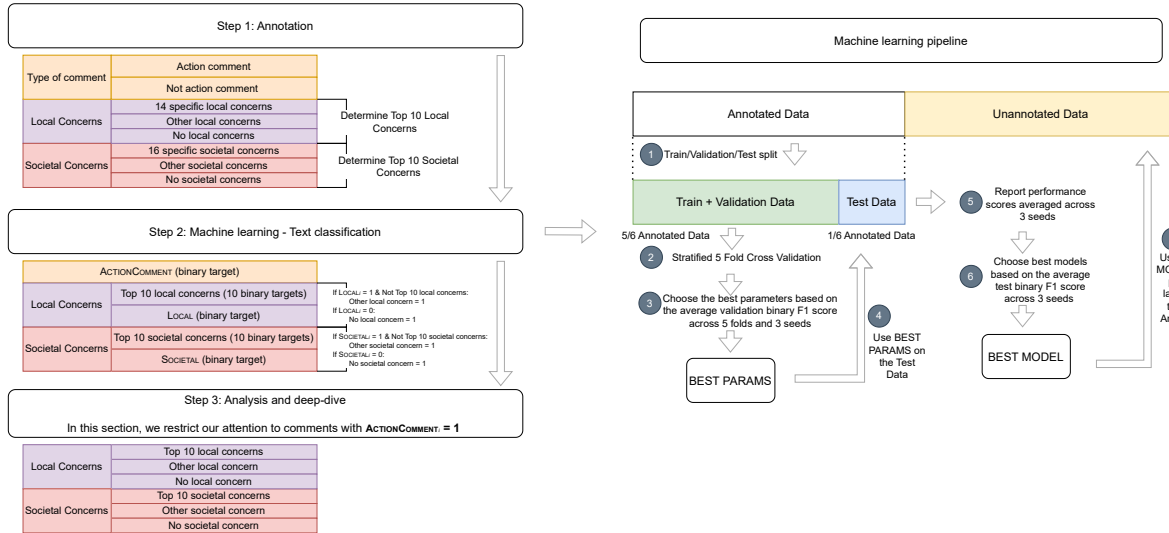 Step 1: Annotation
Type of comment
Action comment
Not action comment
Local Concerns
14 specific local concerns
Other local concerns
No local concerns
Determine Top 10 Local
Concerns
Societal Concerns
16 specific societal concerns
Other societal concerns
No societal concerns
Determine Top 10 Societal
Concerns
Step 2: Machine learning - Text classification
ACTIONCOMMENT (binary target)
Local Concerns
Top 10 local concerns (10 binary targets)
LOCAL (binary target)
If LOCALᵢ = 1 & Not Top 10 local concerns:
Other local concern = 1
If LOCALᵢ = 0:
No local concern = 1
Societal Concerns
Top 10 societal concerns (10 binary targets)
SOCIETAL (binary target)
If SOCIETALᵢ = 1 & Not Top 10 societal concerns:
Other societal concern = 1
If SOCIETALᵢ = 0:
No societal concern = 1
Step 3: Analysis and deep-dive
In this section, we restrict our attention to comments with ACTIONCOMMENTᵢ = 1
Local Concerns
Top 10 local concerns
Other local concern
No local concern
Societal Concerns
Top 10 societal concerns
Other societal concern
No societal concern
Machine learning pipeline
Annotated Data
Unannotated Data
1 Train/Validation/Test split
Train + Validation Data
Test Data
5/6 Annotated Data
1/6 Annotated Data
2 Stratified 5 Fold Cross Validation
3 Choose the best parameters based on
the average validation binary F1 score
across 5 folds and 3 seeds
BEST PARAMS
4
Use BEST
PARAMS on
the Test
Data
5
Report performance
scores averaged across
3 seeds
6
Choose best models
based on the average
test binary F1 score
across 3 seeds
BEST MODEL